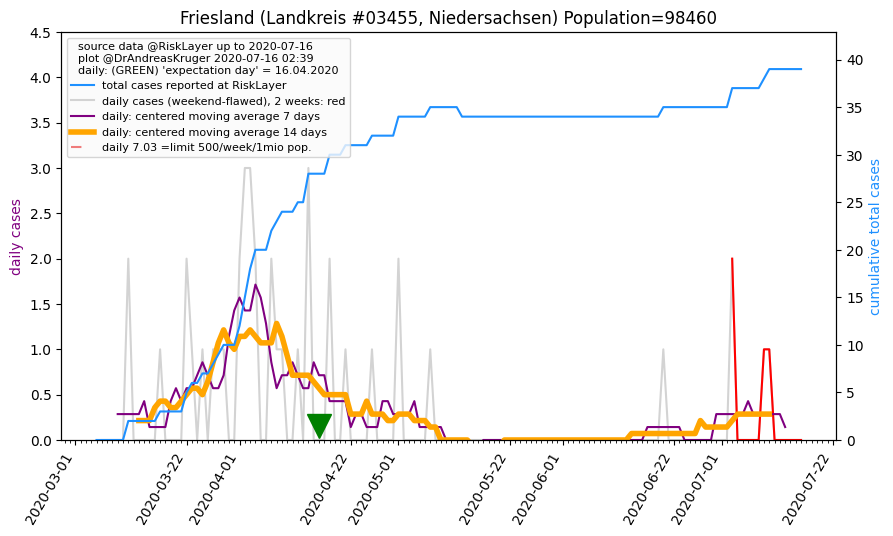 Friesland (Landkreis #03455, Niedersachsen) Population=98460
source data @RiskLayer up to 2020-07-16
plot @DrAndreasKruger 2020-07-16 02:39
daily: (GREEN) 'expectation day' = 16.04.2020
total cases reported at RiskLayer
daily cases (weekend-flawed), 2 weeks: red
daily: centered moving average 7 days
daily: centered moving average 14 days
daily 7.03 =limit 500/week/1mio pop.
daily cases
4.5
4.0
3.5
3.0
2.5
2.0
1.5
1.0
0.5
0.0
40
35
30
25
20
15
10
5
0
cumulative total cases
2020-03-01
2020-03-22
2020-04-01
2020-04-22
2020-05-01
2020-05-22
2020-06-01
2020-06-22
2020-07-01
2020-07-22